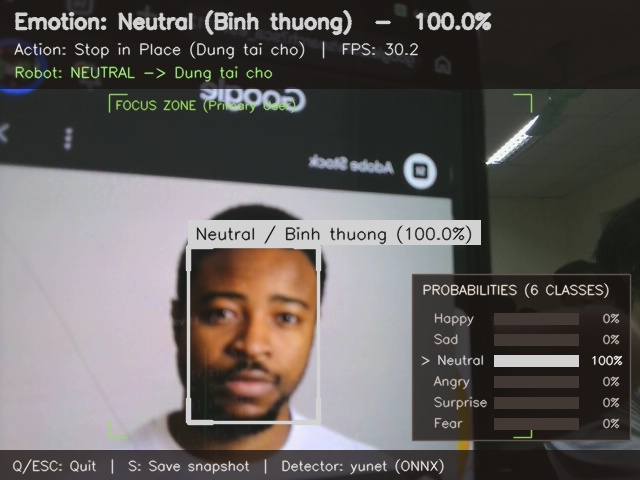 Emotion: Neutral (Binh thuong) - 100.0%
Action: Stop in Place (Dung tai cho) | FPS: 30.2
Robot: NEUTRAL -> Dung tai cho
Google
FOCUS ZONE (Primary User)
Adobe Stock
Neutral / Binh thuong (100.0%)
PROBABILITIES (6 CLASSES)
Happy 0%
Sad 0%
> Neutral 100%
Angry 0%
Surprise 0%
Fear 0%
Q/ESC: Quit | S: Save snapshot | Detector: yunet (ONNX)